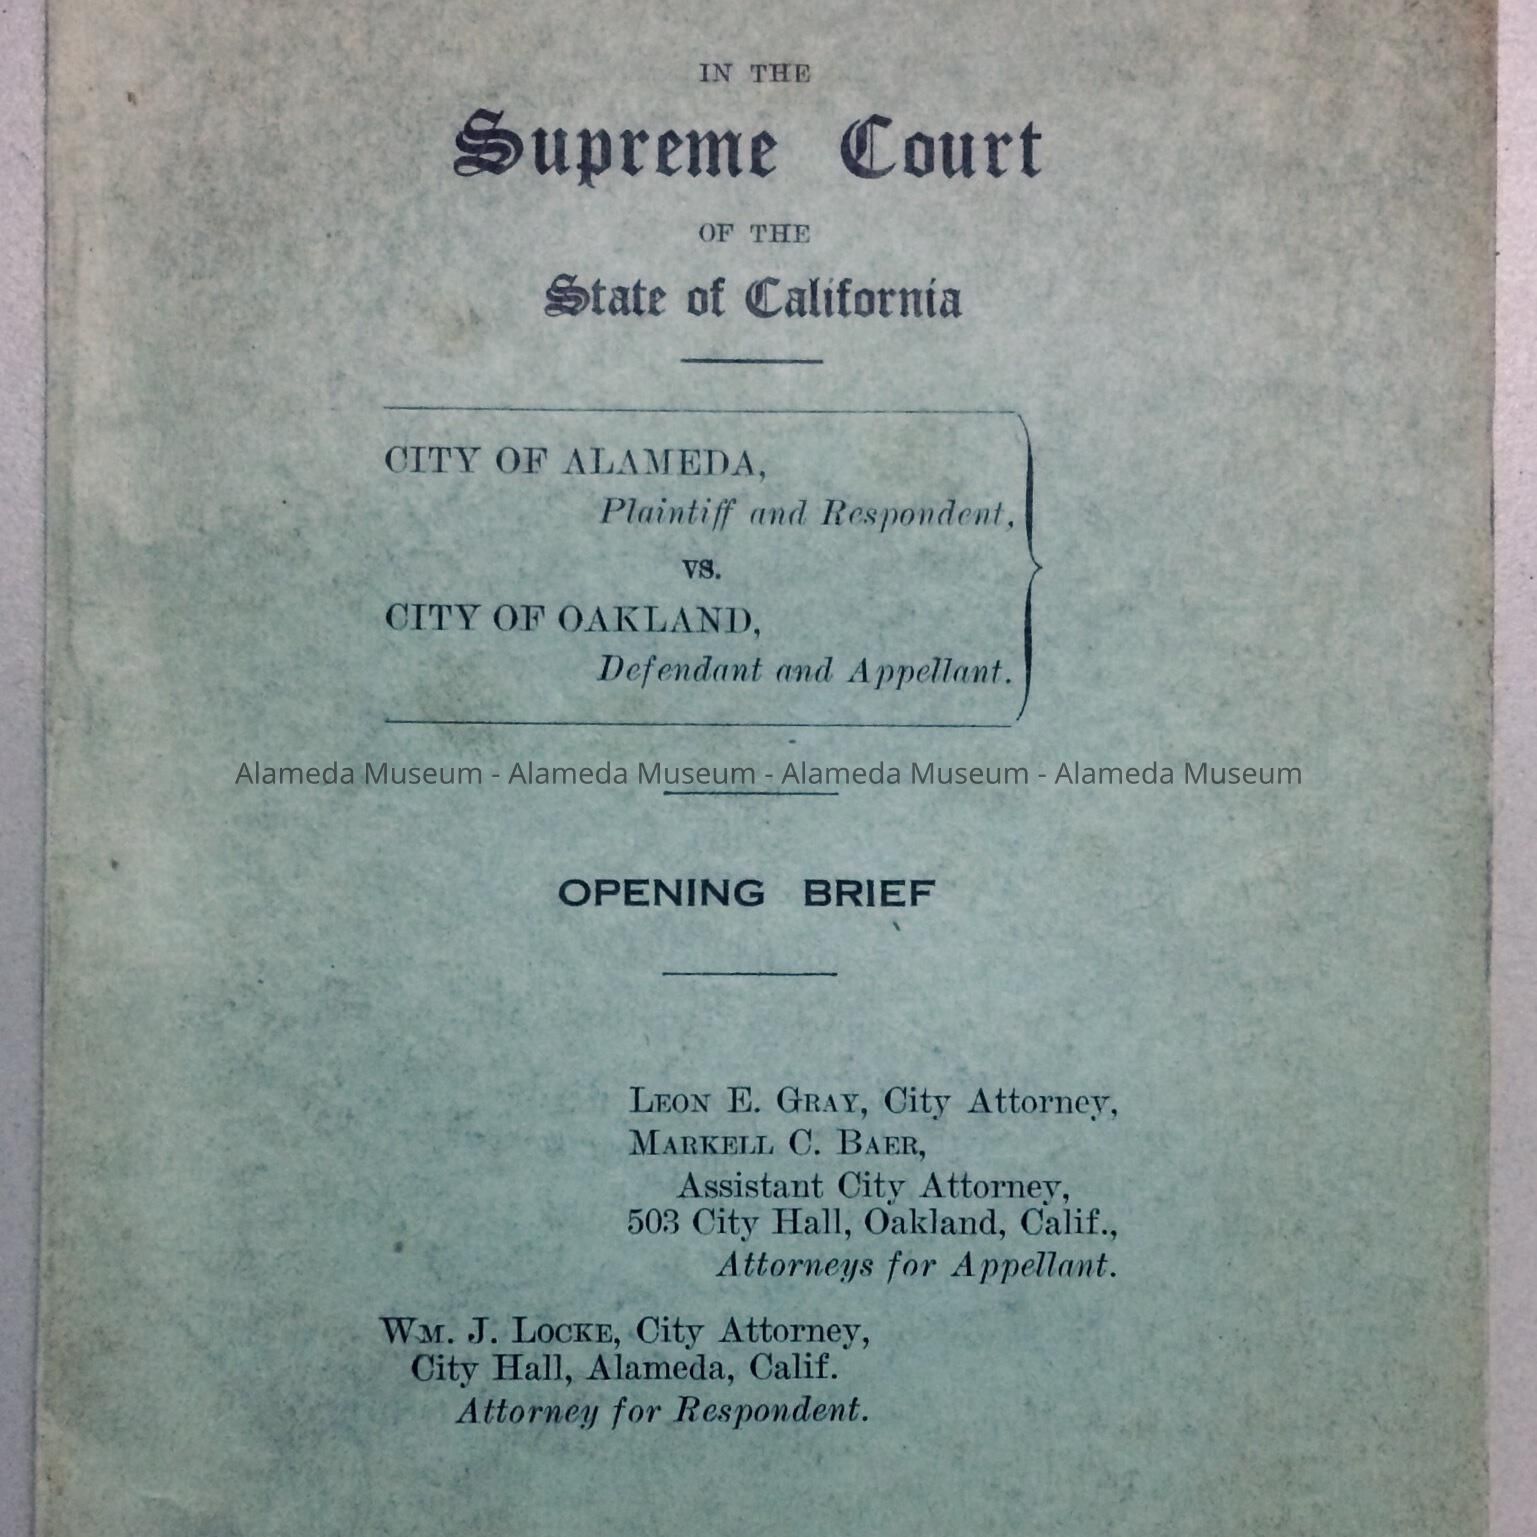 IN THE
Supreme Court
OF THE
State of California
CITY OF ALAMEDA,
Plaintiff and Respondent,
vs.
CITY OF OAKLAND,
Defendant and Appellant.
Alameda Museum - Alameda Museum - Alameda Museum - Alameda Museum
OPENING BRIEF
LEON E. GRAY, City Attorney,
MARKELL C. BAER,
Assistant City Attorney,
503 City Hall, Oakland, Calif.,
Attorneys for Appellant.
WM. J. LOCKE, City Attorney,
City Hall, Alameda, Calif.
Attorney for Respondent.